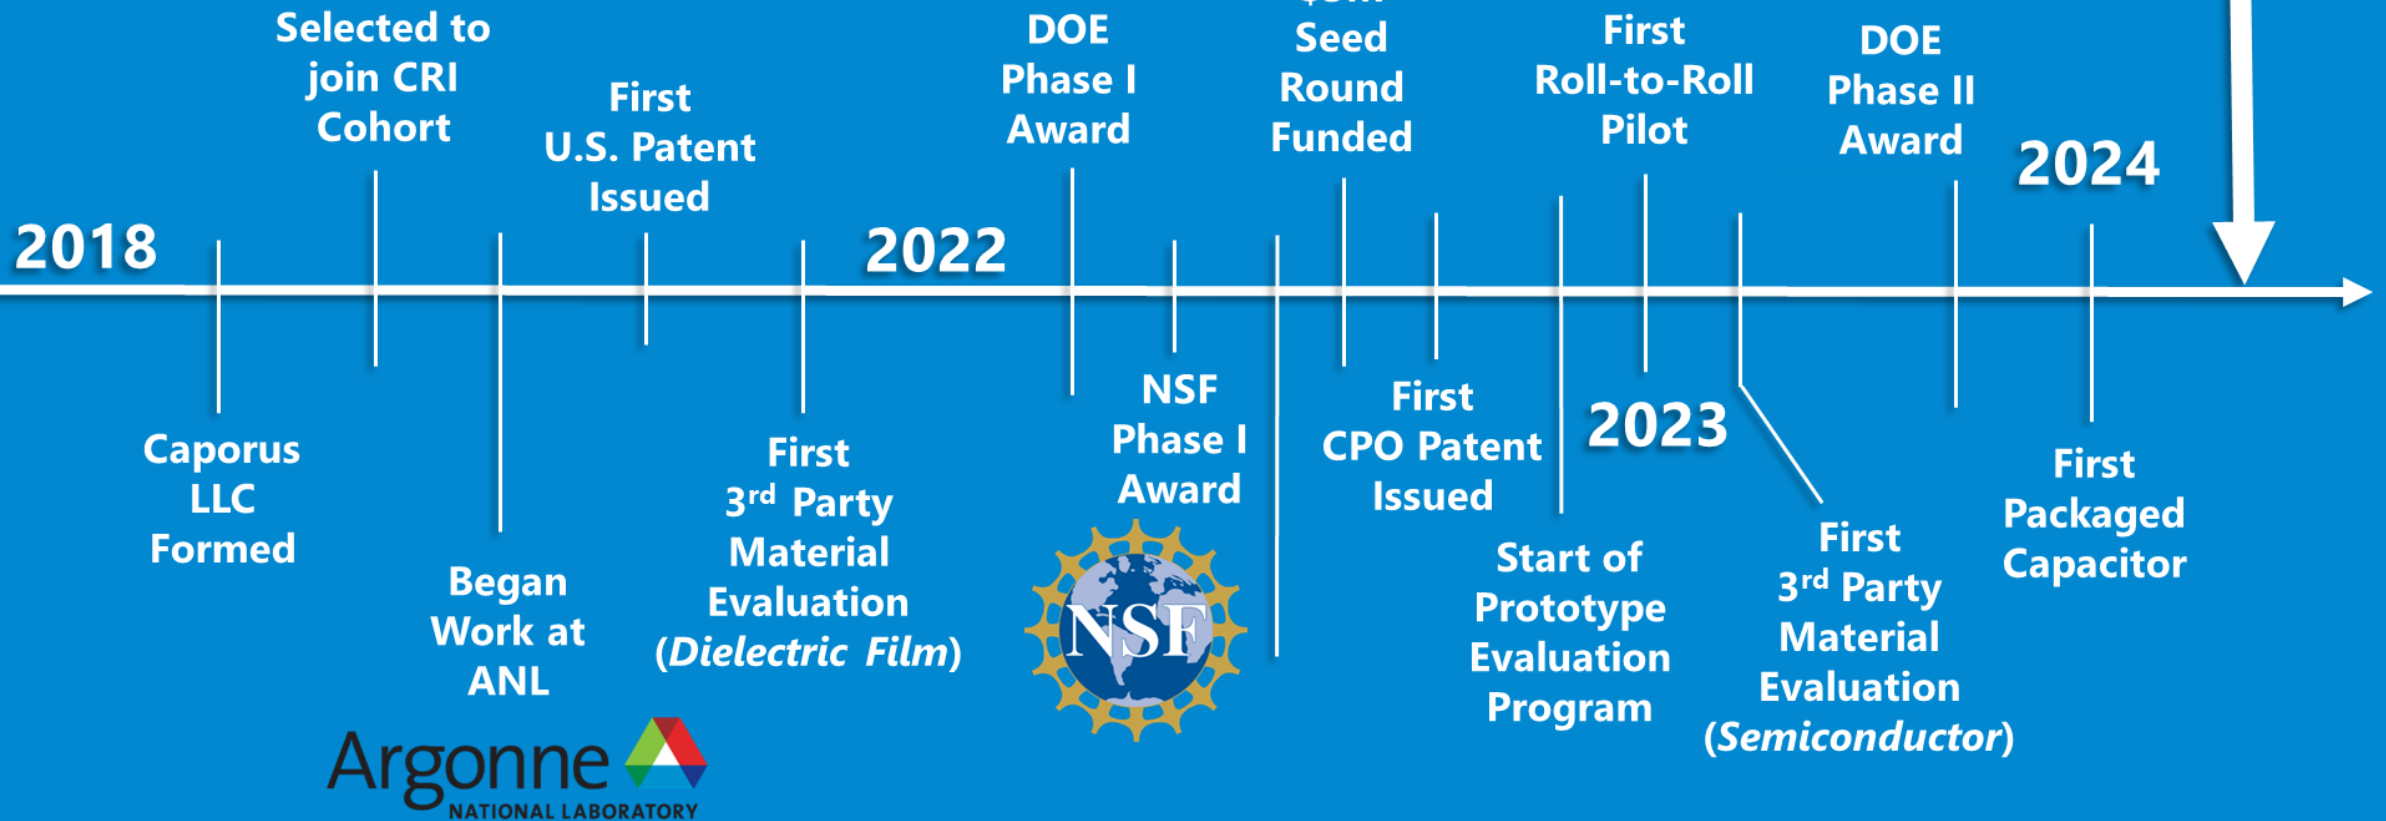 Selected to
join CRI
Cohort
First
U.S. Patent
Issued
DOE
Phase I
Award
Seed
Round
Funded
First
Roll-to-Roll
Pilot
DOE
Phase II
Award
2018
2022
2024
Caporus
LLC
Formed
Began
Work at
ANL
Argonne
NATIONAL LABORATORY
First
3rd Party
Material
Evaluation
(Dielectric Film)
NSF
Phase I
Award
NSF
First
CPO Patent
Issued
2023
Start of
Prototype
Evaluation
Program
First
3rd Party
Material
Evaluation
(Semiconductor)
First
Packaged
Capacitor